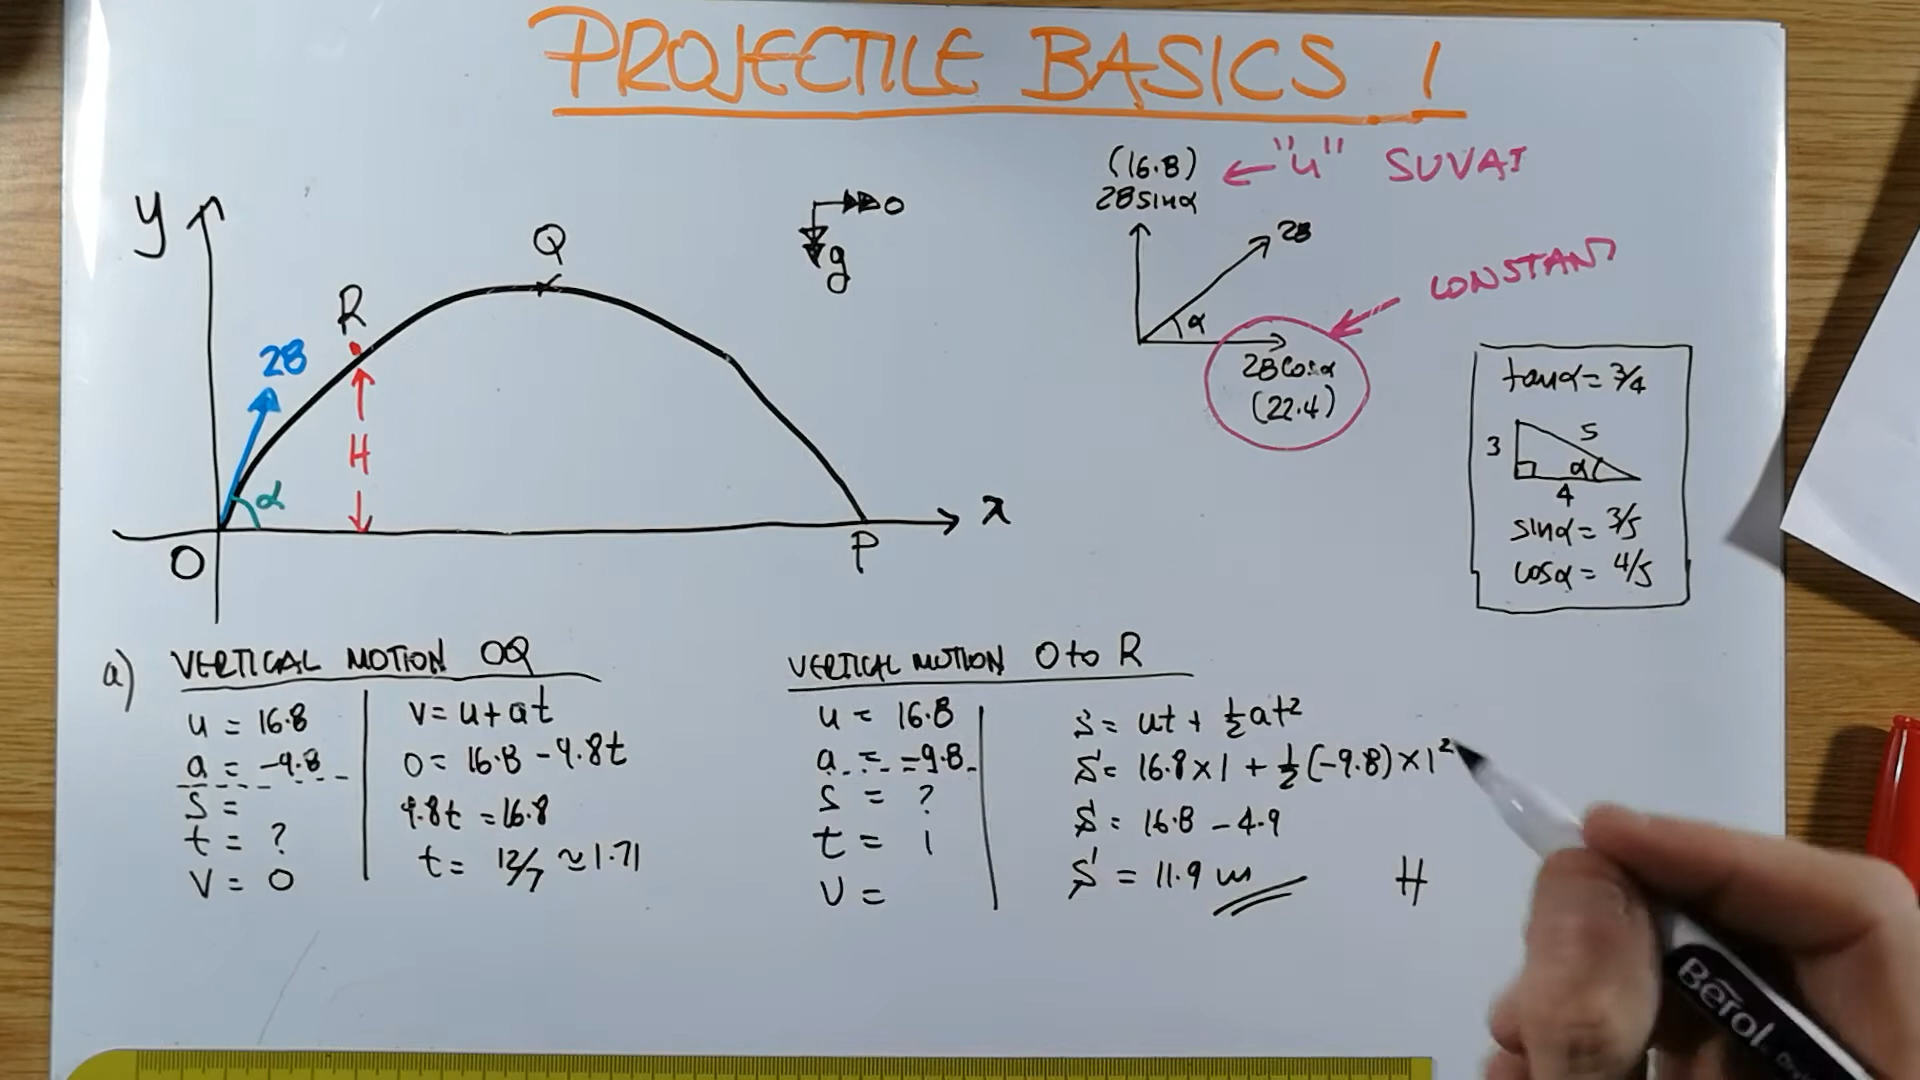 PROJECTILE BASICS 1
(16.8) ← "u" SUVAT
28sinα
28
α
CONSTANT
28cosα
(22.4)
y
Q
0
g
R
28
H
α
x
O
P
tanα = 3/4
3
5
α
4
sinα = 3/5
cosα = 4/5
a) VERTICAL MOTION OQ
u = 16.8
a = -9.8
s =
t = ?
v = 0
v = u + at
0 = 16.8 - 9.8t
9.8t = 16.8
t = 12/7 ≃ 1.71
VERTICAL MOTION O to R
u = 16.8
a = -9.8
s = ?
t = 1
v =
s = ut + ½at²
s = 16.8 × 1 + ½(-9.8) × 1²
s = 16.8 - 4.9
s = 11.9 m
H
Berol